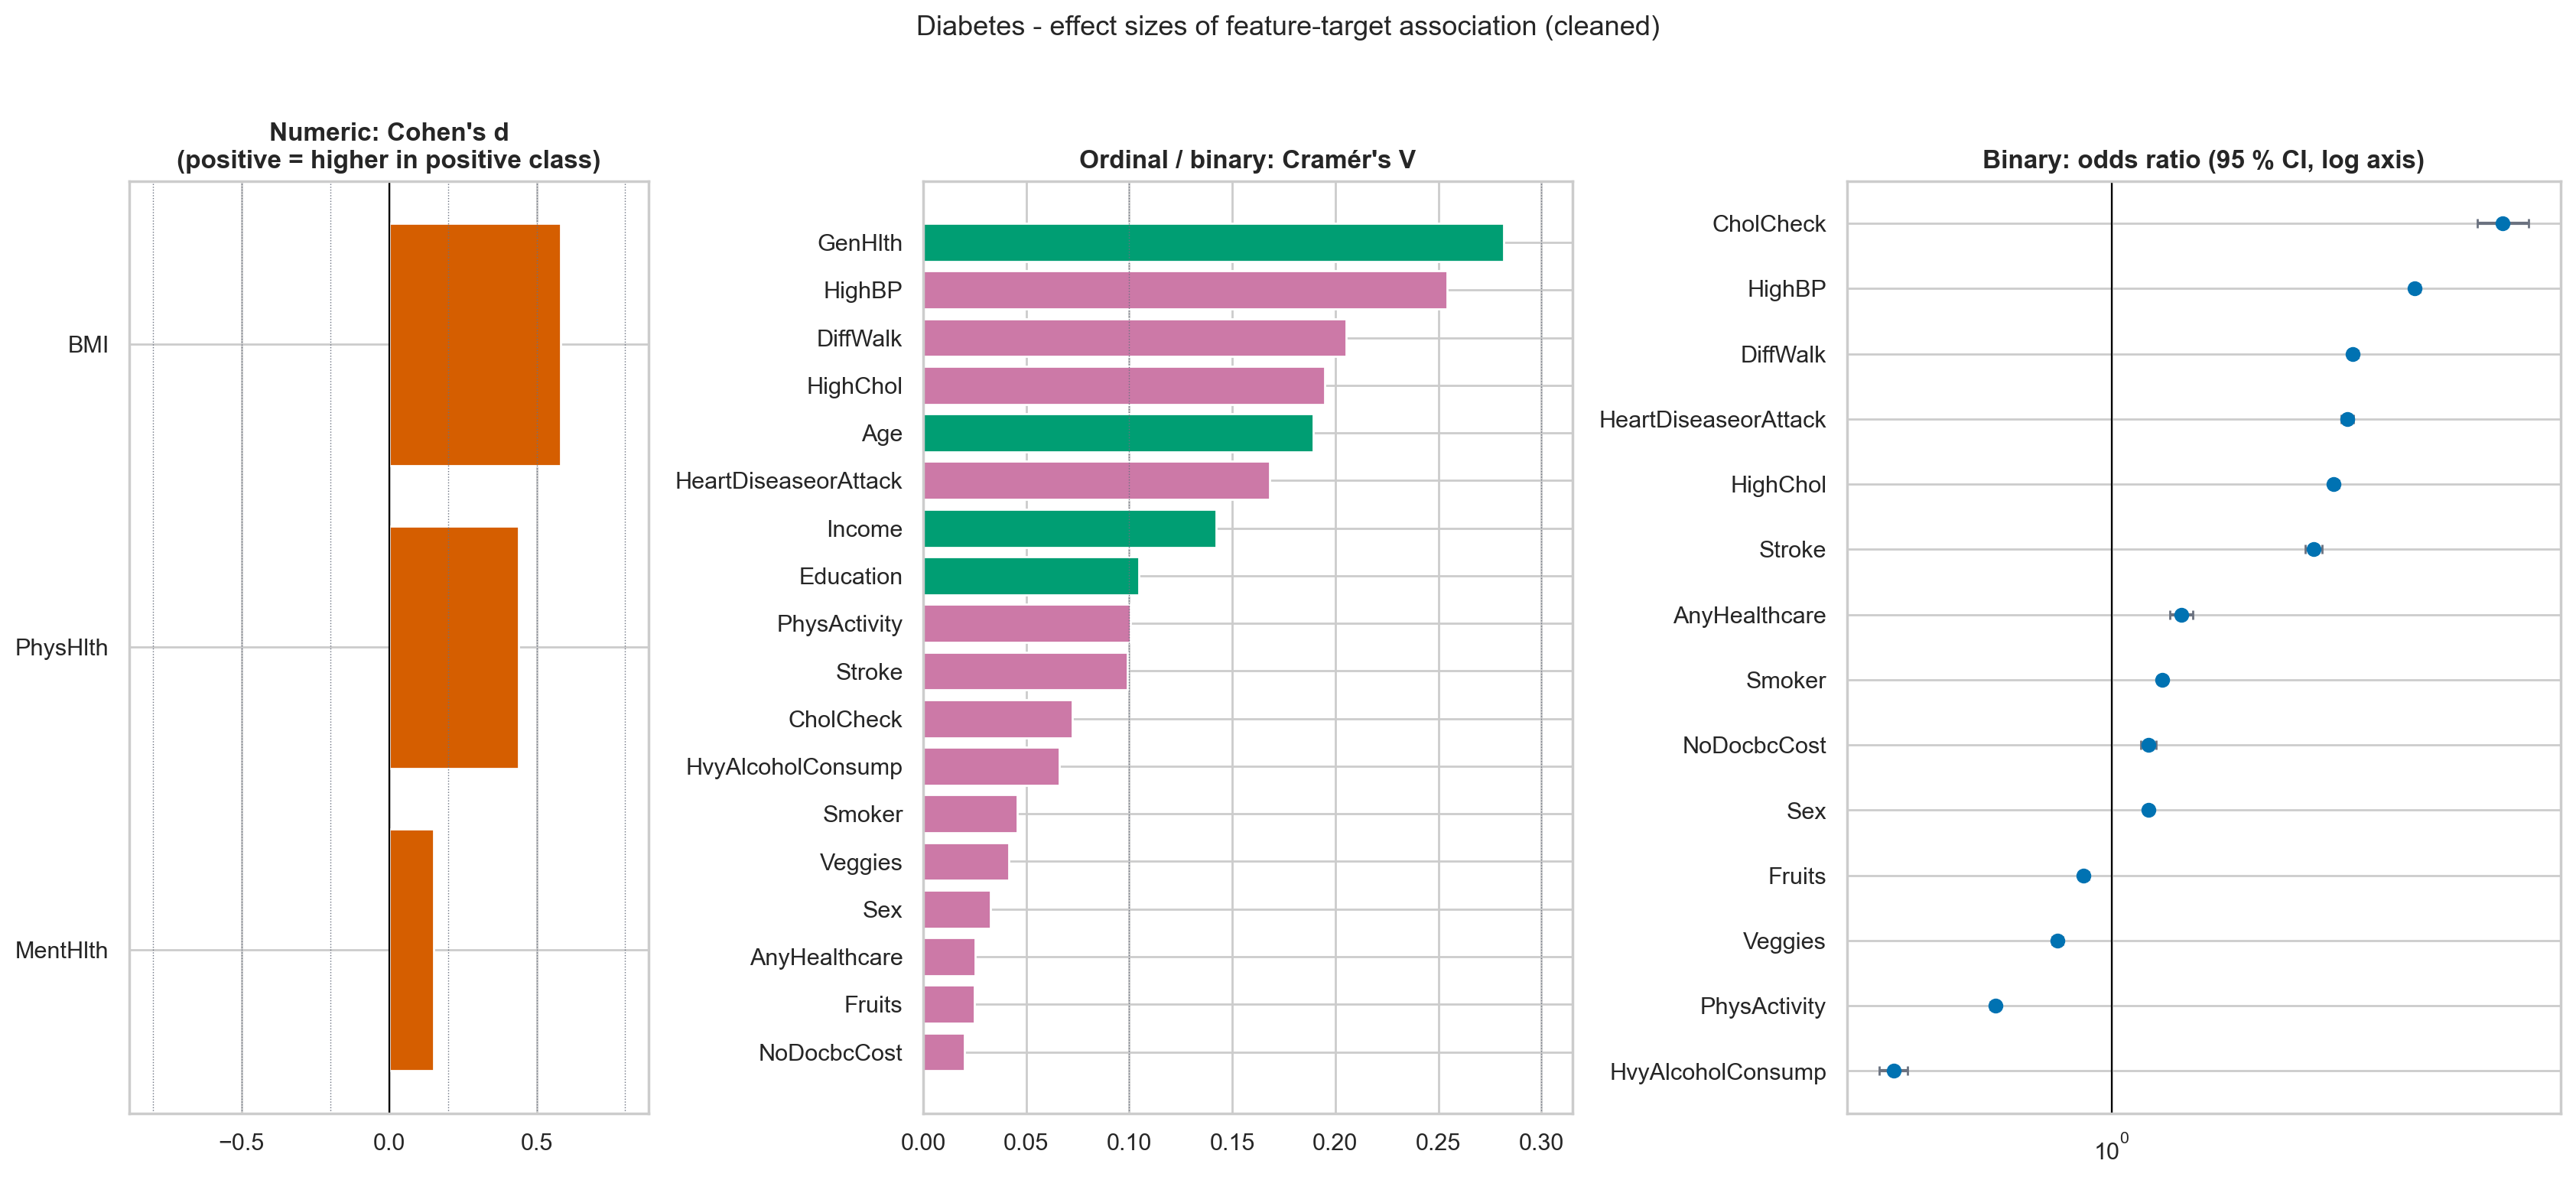 Diabetes - effect sizes of feature-target association (cleaned)
Numeric: Cohen's d
(positive = higher in positive class)
BMI
PhysHlth
MentHlth
−0.5 0.0 0.5
Ordinal / binary: Cramér's V
GenHlth
HighBP
DiffWalk
HighChol
Age
HeartDiseaseorAttack
Income
Education
PhysActivity
Stroke
CholCheck
HvyAlcoholConsump
Smoker
Veggies
Sex
AnyHealthcare
Fruits
NoDocbcCost
0.00 0.05 0.10 0.15 0.20 0.25 0.30
Binary: odds ratio (95 % CI, log axis)
CholCheck
HighBP
DiffWalk
HeartDiseaseorAttack
HighChol
Stroke
AnyHealthcare
Smoker
NoDocbcCost
Sex
Fruits
Veggies
PhysActivity
HvyAlcoholConsump
10⁰